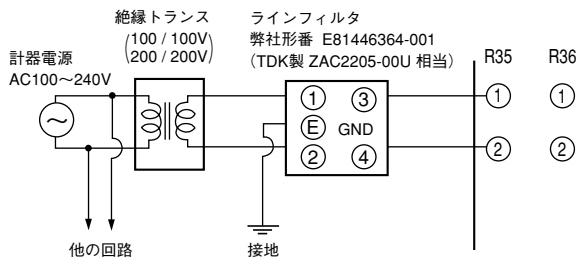 絶縁トランス
(100 / 100V
200 / 200V)
ラインフィルタ
弊社形番 E81446364-001
(TDK製 ZAC2205-00U 相当)
計器電源
AC100～240V
R35
R36
1
3
1
1
E
GND
2
4
2
2
他の回路
接地